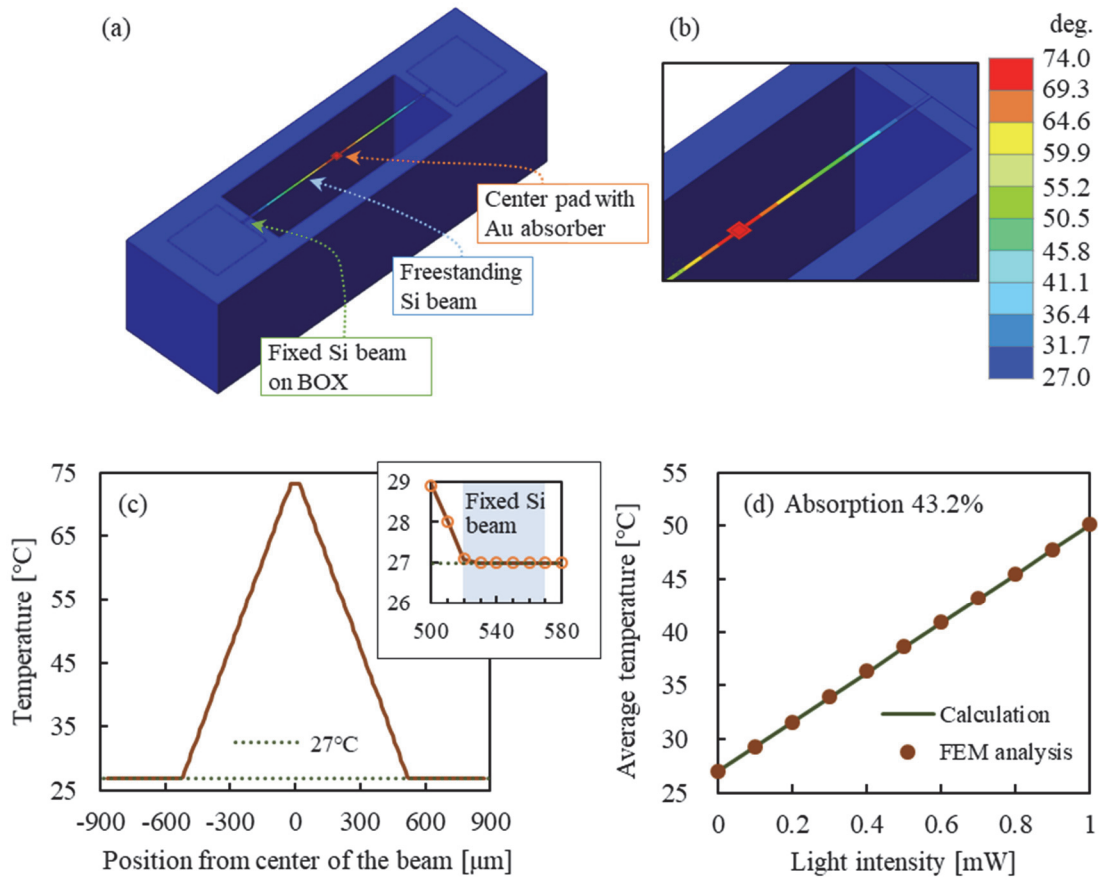 (a)
Center pad with
Au absorber
Freestanding
Si beam
Fixed Si beam
on BOX
(b)
deg.
74.0
69.3
64.6
59.9
55.2
50.5
45.8
41.1
36.4
31.7
27.0
(c)
Temperature [℃]
75
65
55
45
35
25
-900 -600 -300 0 300 600 900
Position from center of the beam [μm]
27℃
29
28
27
26
Fixed Si
beam
500 540 580
(d) Absorption 43.2%
Average temperature [℃]
55
50
45
40
35
30
25
Calculation
FEM analysis
0 0.2 0.4 0.6 0.8 1
Light intensity [mW]